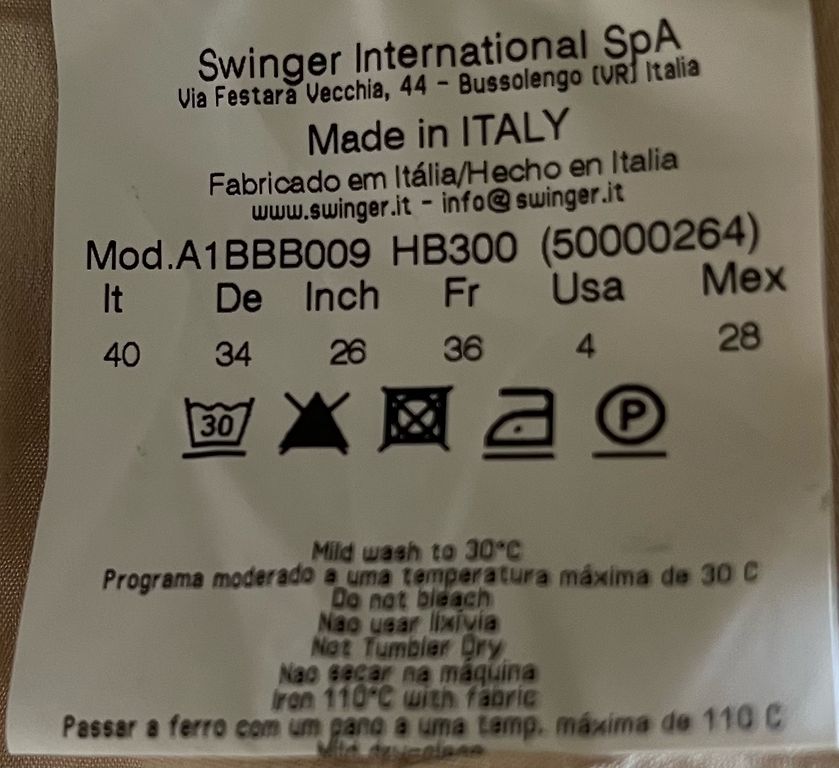 Swinger International SpA
Via Festara Vecchia, 44 - Bussolengo (VR) Italia
Made in ITALY
Fabricado em Itália/Hecho en Italia
www.swinger.it - info@swinger.it
Mod.A1BBB009 HB300 (50000264)
It De Inch Fr Usa Mex
40 34 26 36 4 28
30 P
Mild wash to 30°C
Programa moderado a uma temperatura máxima de 30 C
Do not bleach
Nao usar lixivia
Not Tumbler Dry
Nao secar na máquina
Iron 110°C with fabric
Passar a ferro com um pano a uma temp. máxima de 110 C
Mild dryclean